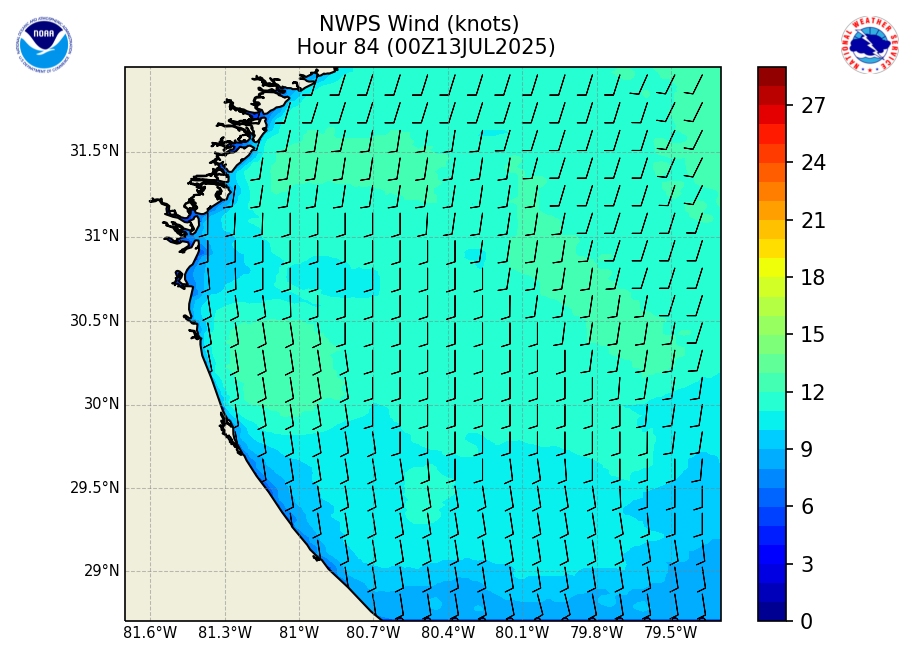 NWPS Wind (knots)
Hour 84 (00Z13JUL2025)
NOAA
NATIONAL WEATHER SERVICE
31.5°N
31°N
30.5°N
30°N
29.5°N
29°N
81.6°W 81.3°W 81°W 80.7°W 80.4°W 80.1°W 79.8°W 79.5°W
27
24
21
18
15
12
9
6
3
0